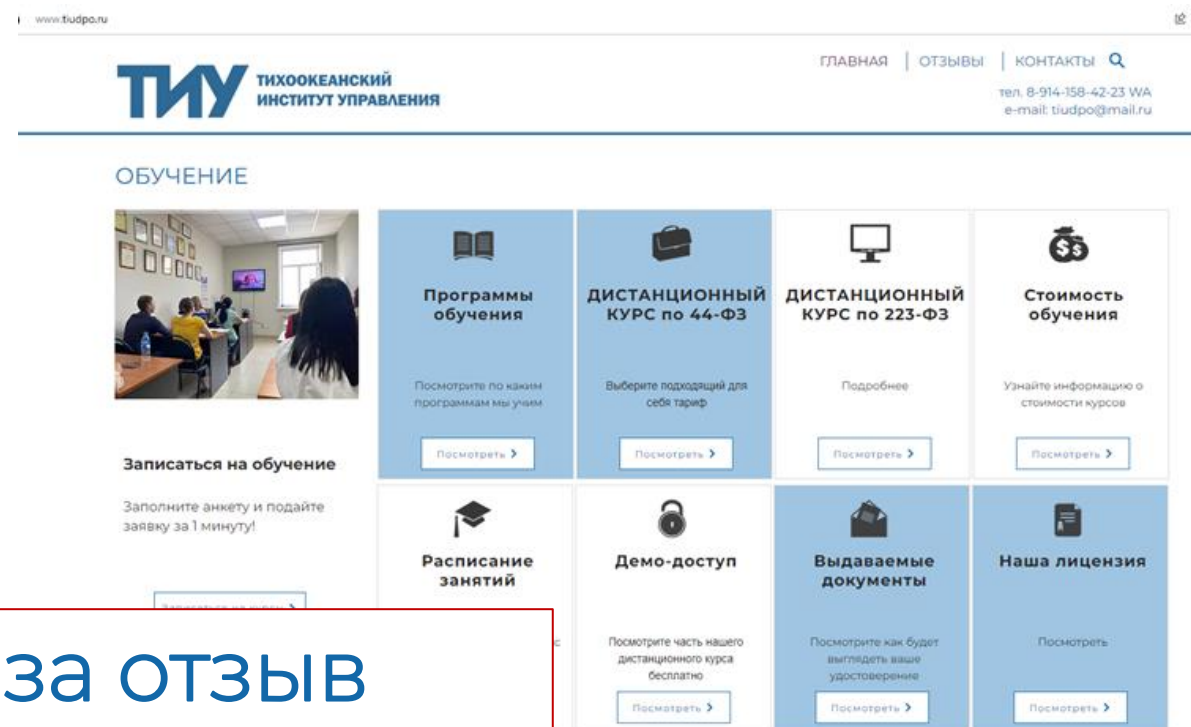 www.tiudpo.ru
ТИУ
ТИХООКЕАНСКИЙ
ИНСТИТУТ УПРАВЛЕНИЯ
ГЛАВНАЯ | ОТЗЫВЫ | КОНТАКТЫ
тел. 8-914-158-42-23 WA
e-mail: tiudpo@mail.ru
ОБУЧЕНИЕ
Записаться на обучение
Заполните анкету и подайте
заявку за 1 минуту!
Программы
обучения
Посмотрите по каким
программам мы учим
Посмотреть
ДИСТАНЦИОННЫЙ
КУРС по 44-ФЗ
Выберите подходящий для
себя тариф
Посмотреть
ДИСТАНЦИОННЫЙ
КУРС по 223-ФЗ
Подробнее
Посмотреть
Стоимость
обучения
Узнайте информацию о
стоимости курсов
Посмотреть
Расписание
занятий
Демо-доступ
Посмотрите часть нашего
дистанционного курса
бесплатно
Посмотреть
Выдаваемые
документы
Посмотрите как будет
выглядеть ваше
удостоверение
Посмотреть
Наша лицензия
Посмотреть
Посмотреть
за отзыв